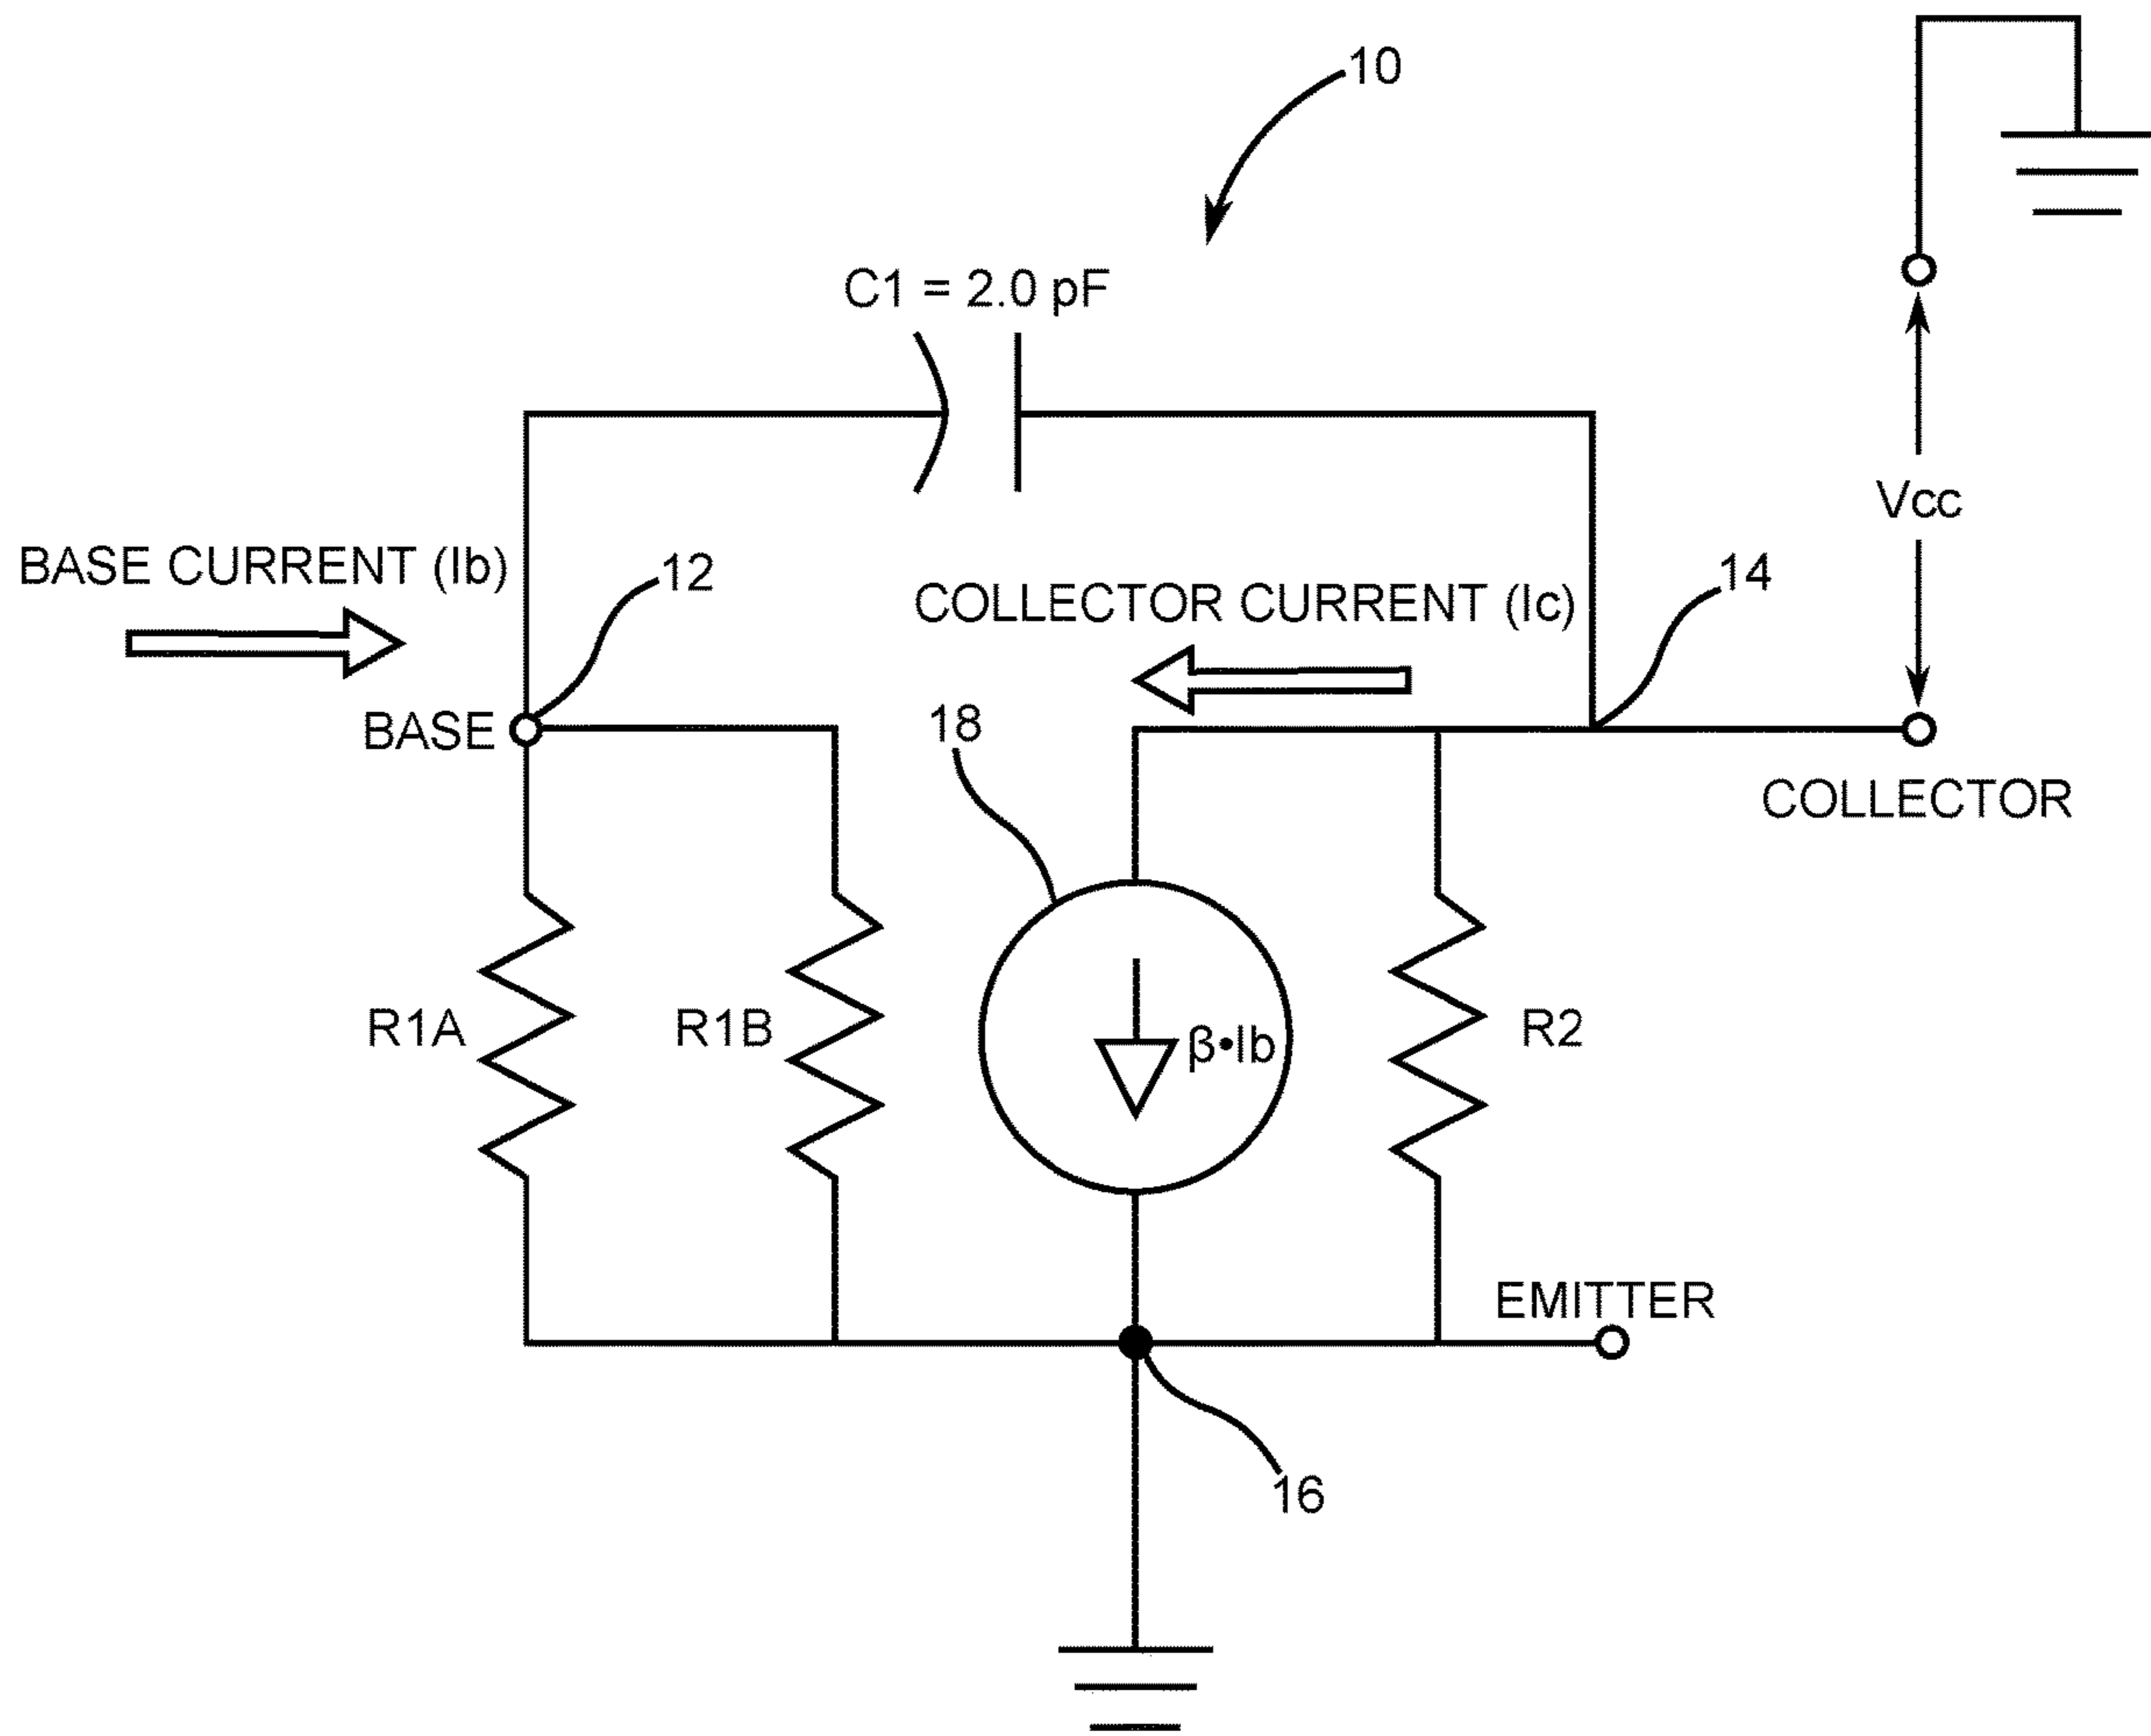 10
C1 = 2.0 pF
Vcc
BASE CURRENT (Ib)
12
COLLECTOR CURRENT (Ic)
14
BASE
18
COLLECTOR
R1A
R1B
β•Ib
R2
EMITTER
16